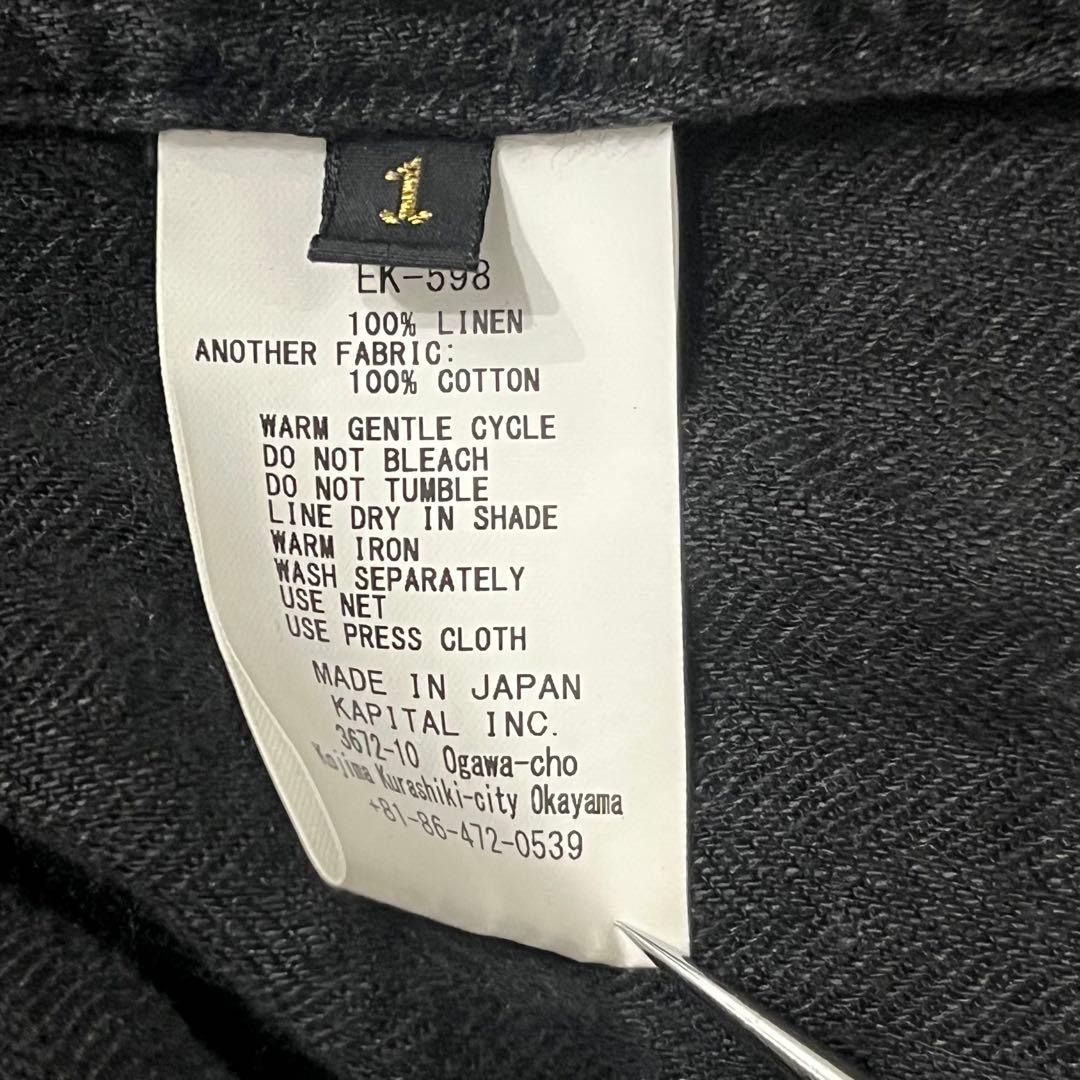 1
EK-598
100% LINEN
ANOTHER FABRIC:
100% COTTON
WARM GENTLE CYCLE
DO NOT BLEACH
DO NOT TUMBLE
LINE DRY IN SHADE
WARM IRON
WASH SEPARATELY
USE NET
USE PRESS CLOTH
MADE IN JAPAN
KAPITAL INC.
3672-10 Ogawa-cho
Kojima Kurashiki-city Okayama
+81-86-472-0539